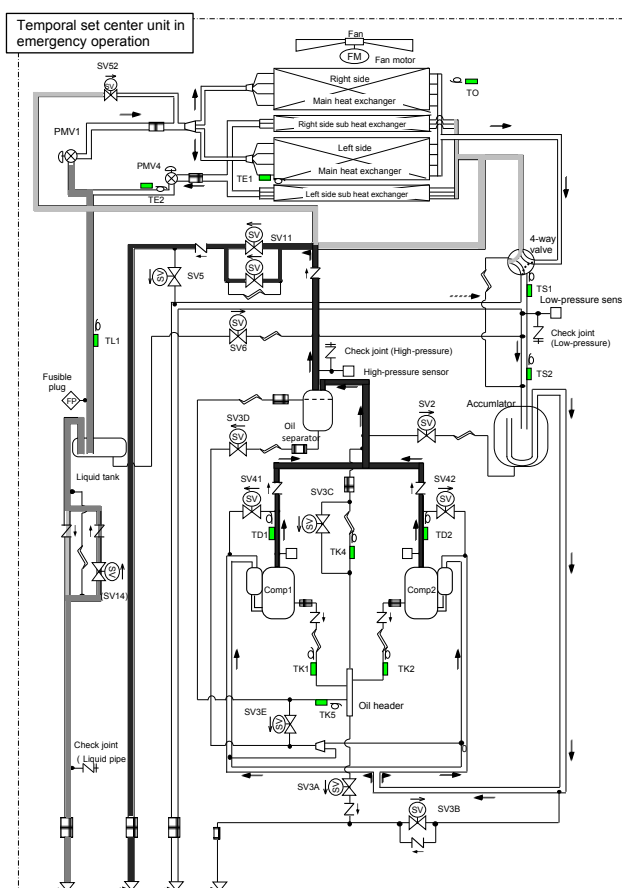 Temporal set center unit in
emergency operation
Fan
FM
Fan motor
SV52
SV
Right side
Main heat exchanger
TO
Right side sub heat exchanger
PMV1
Left side
Main heat exchanger
PMV4
TE1
TE2
Left side sub heat exchanger
4-way
valve
SV11
SV
SV
SV5
SV
TS1
Low-pressure sens
SV6
SV
Check joint
(Low-pressure)
TL1
Check joint (High-pressure)
High-pressure sensor
TS2
Fusible
plug
FP
Accumlator
SV3D
SV
Oil
separator
SV2
SV
Liquid tank
SV41
SV
SV3C
SV
SV42
SV
TD1
TD2
TK4
SV
(SV14)
Comp1
Comp2
TK1
TK2
Oil header
TK5
SV3E
SV
Check joint
( Liquid pipe
SV3A
SV
SV3B
SV